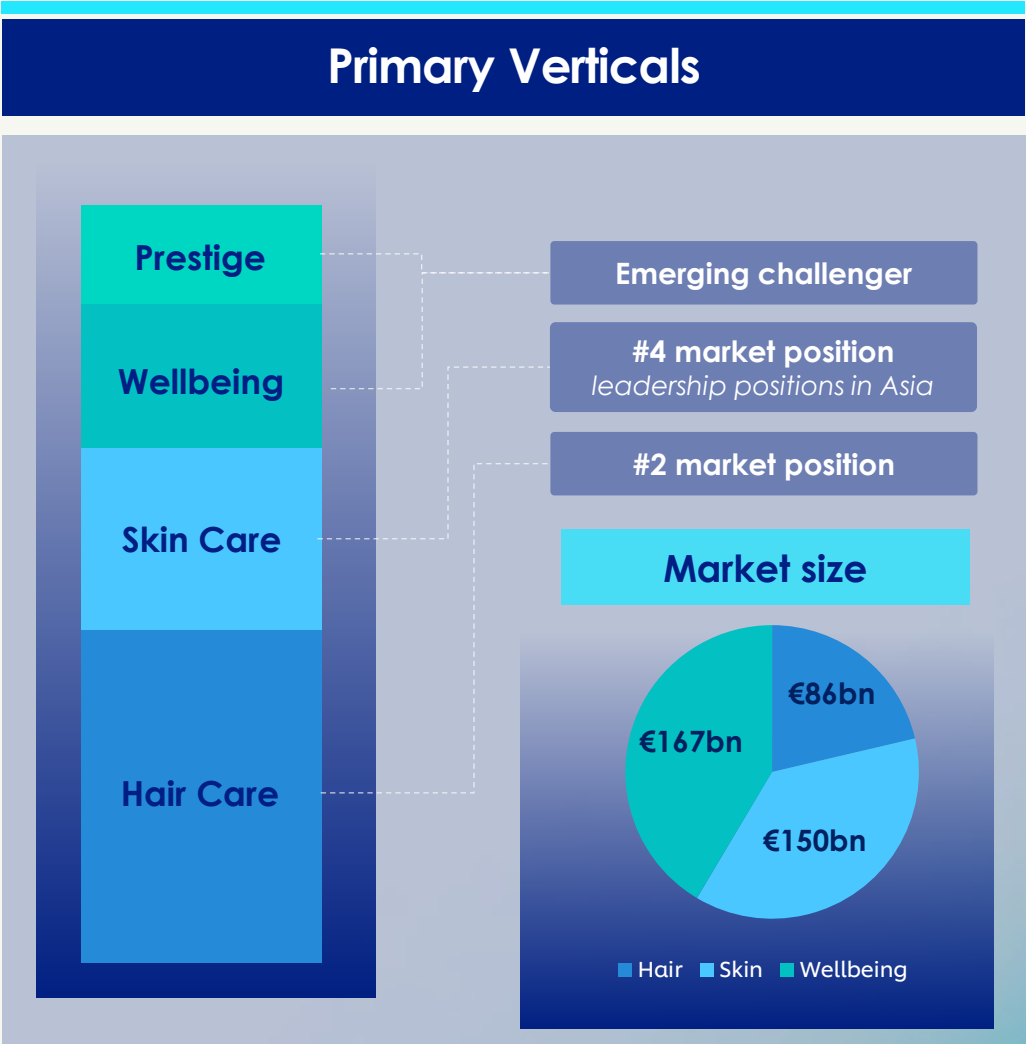 Primary Verticals
Prestige
Wellbeing
Skin Care
Hair Care
Emerging challenger
#4 market position
leadership positions in Asia
#2 market position
Market size
€86bn
€167bn
€150bn
Hair Skin Wellbeing